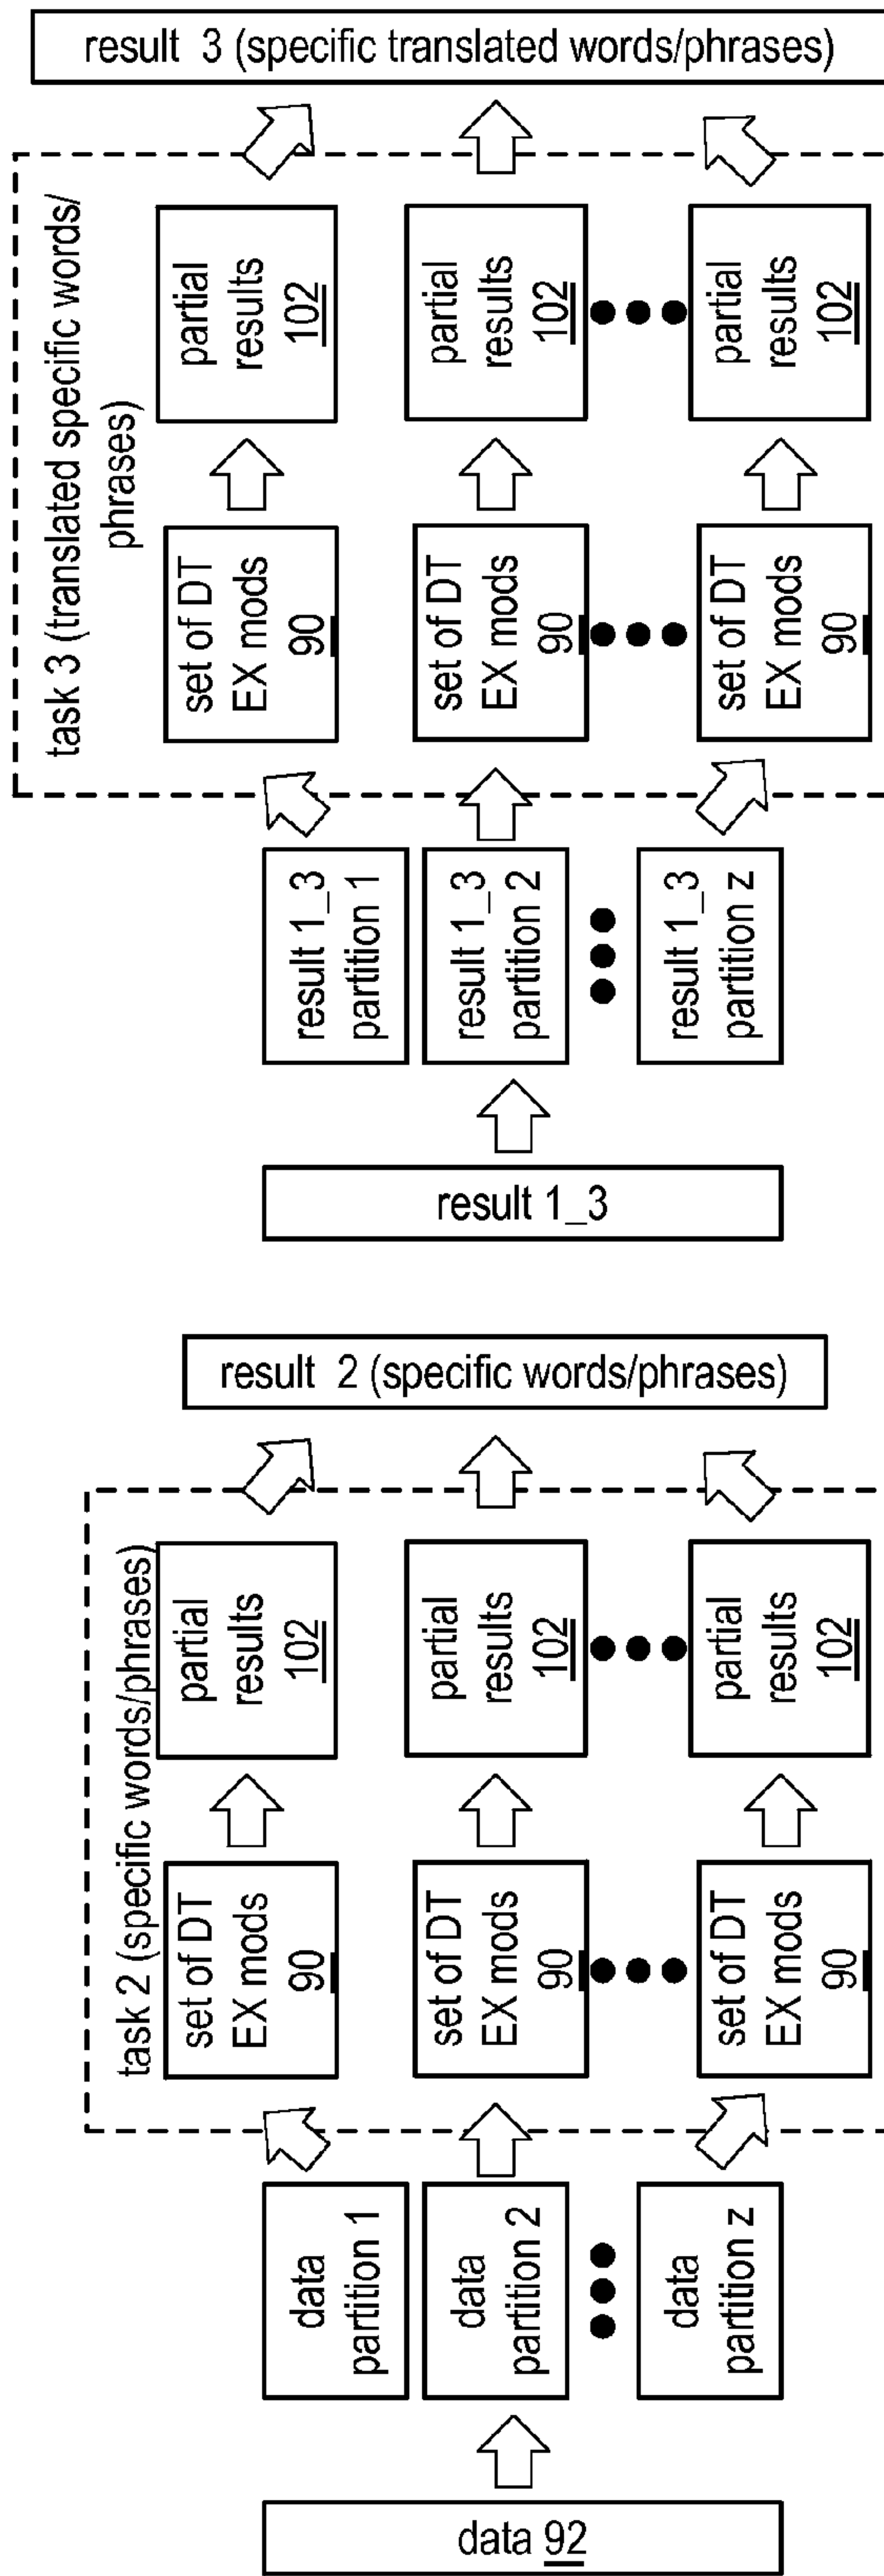 task 2 (specific words/phrases)
data 92
data
partition 1
data
partition 2
data
partition z
set of DT
EX mods
90
set of DT
EX mods
90
set of DT
EX mods
90
partial
results
102
partial
results
102
partial
results
102
result 2 (specific words/phrases)
task 3 (translated specific words/
phrases)
result 1_3
result 1_3
partition 1
result 1_3
partition 2
result 1_3
partition z
set of DT
EX mods
90
set of DT
EX mods
90
set of DT
EX mods
90
partial
results
102
partial
results
102
partial
results
102
result 3 (specific translated words/phrases)